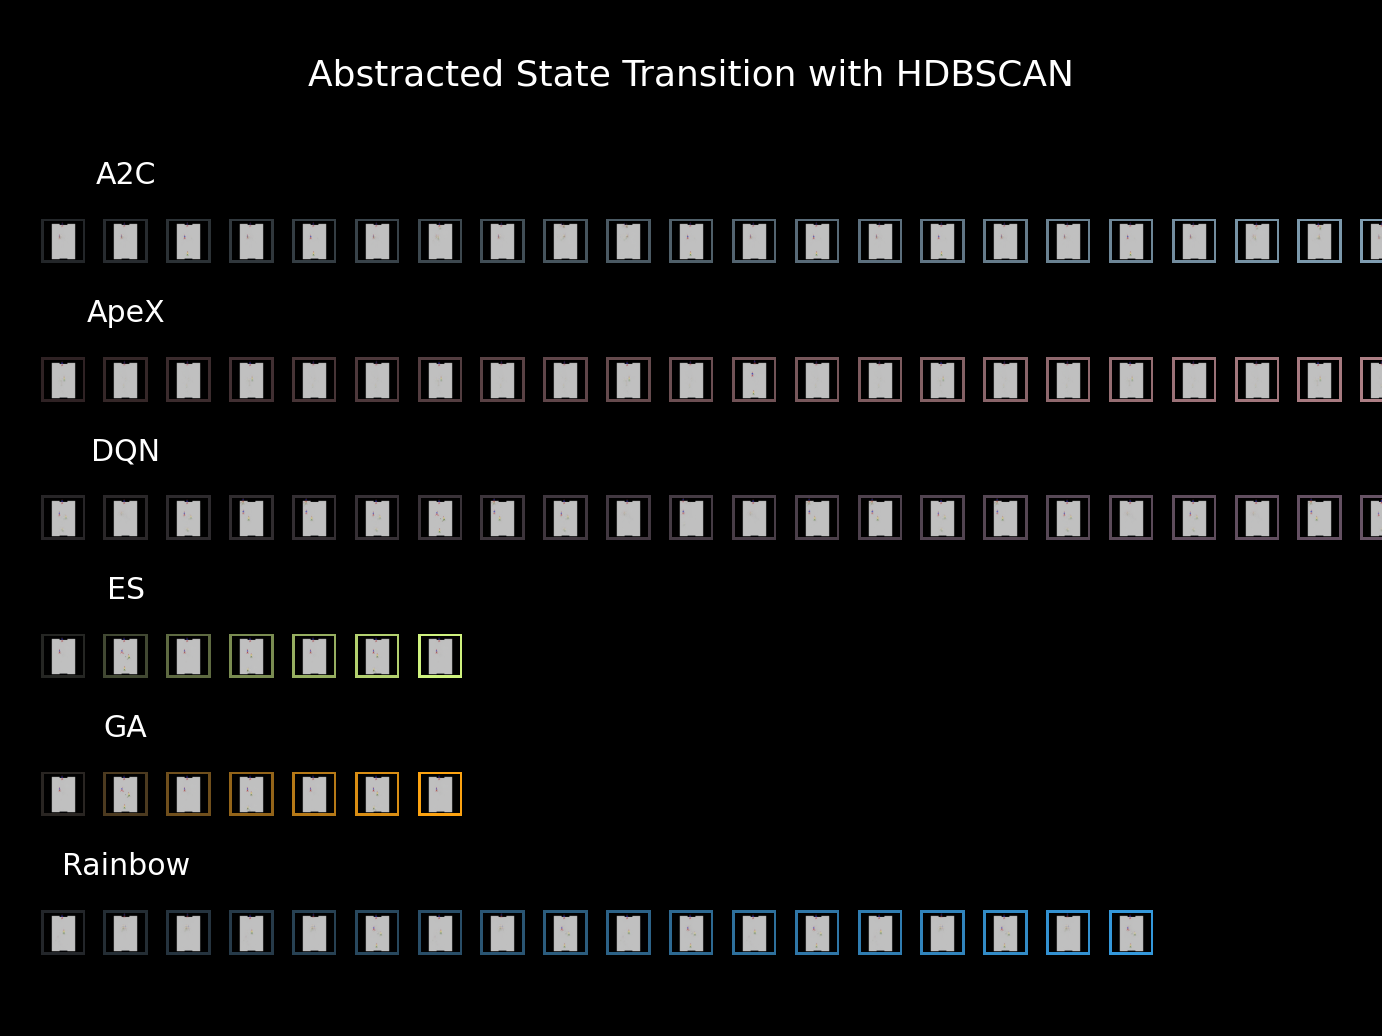 Abstracted State Transition with HDBSCAN
A2C
ApeX
DQN
ES
GA
Rainbow